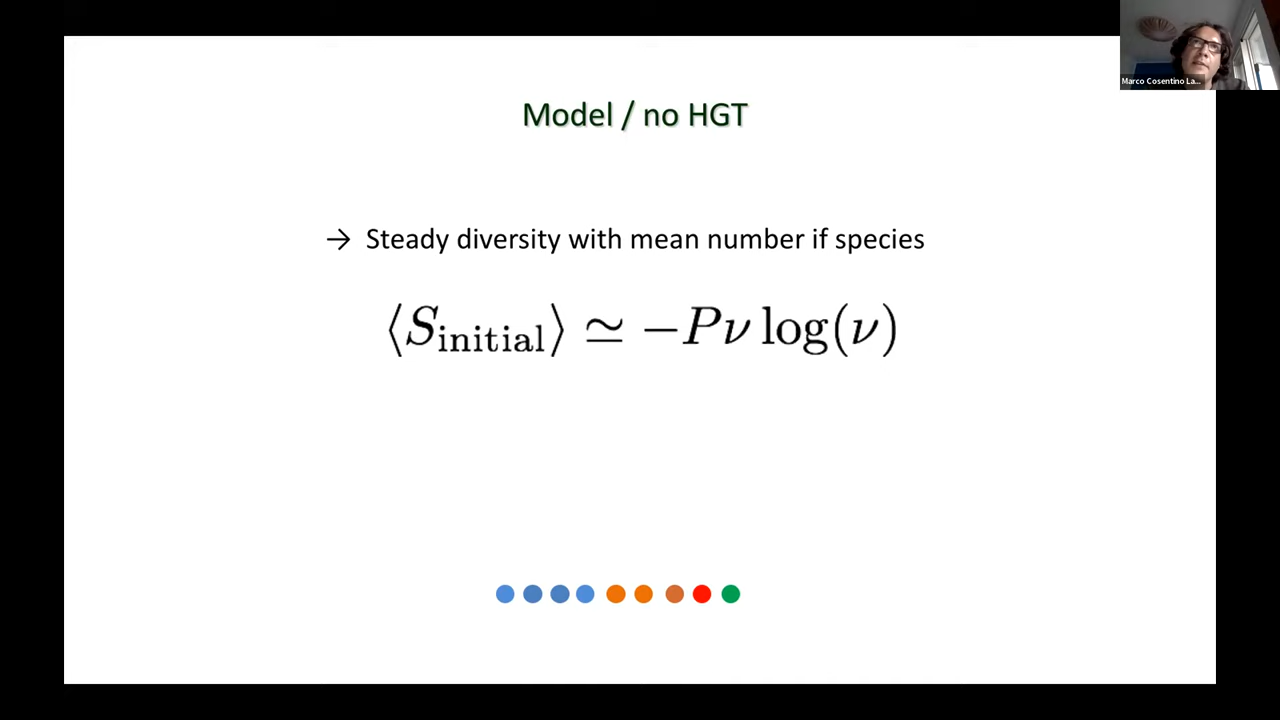 Marco Cosentino La...
Model / no HGT
→ Steady diversity with mean number if species
⟨S_initial⟩ ≃ −Pν log(ν)